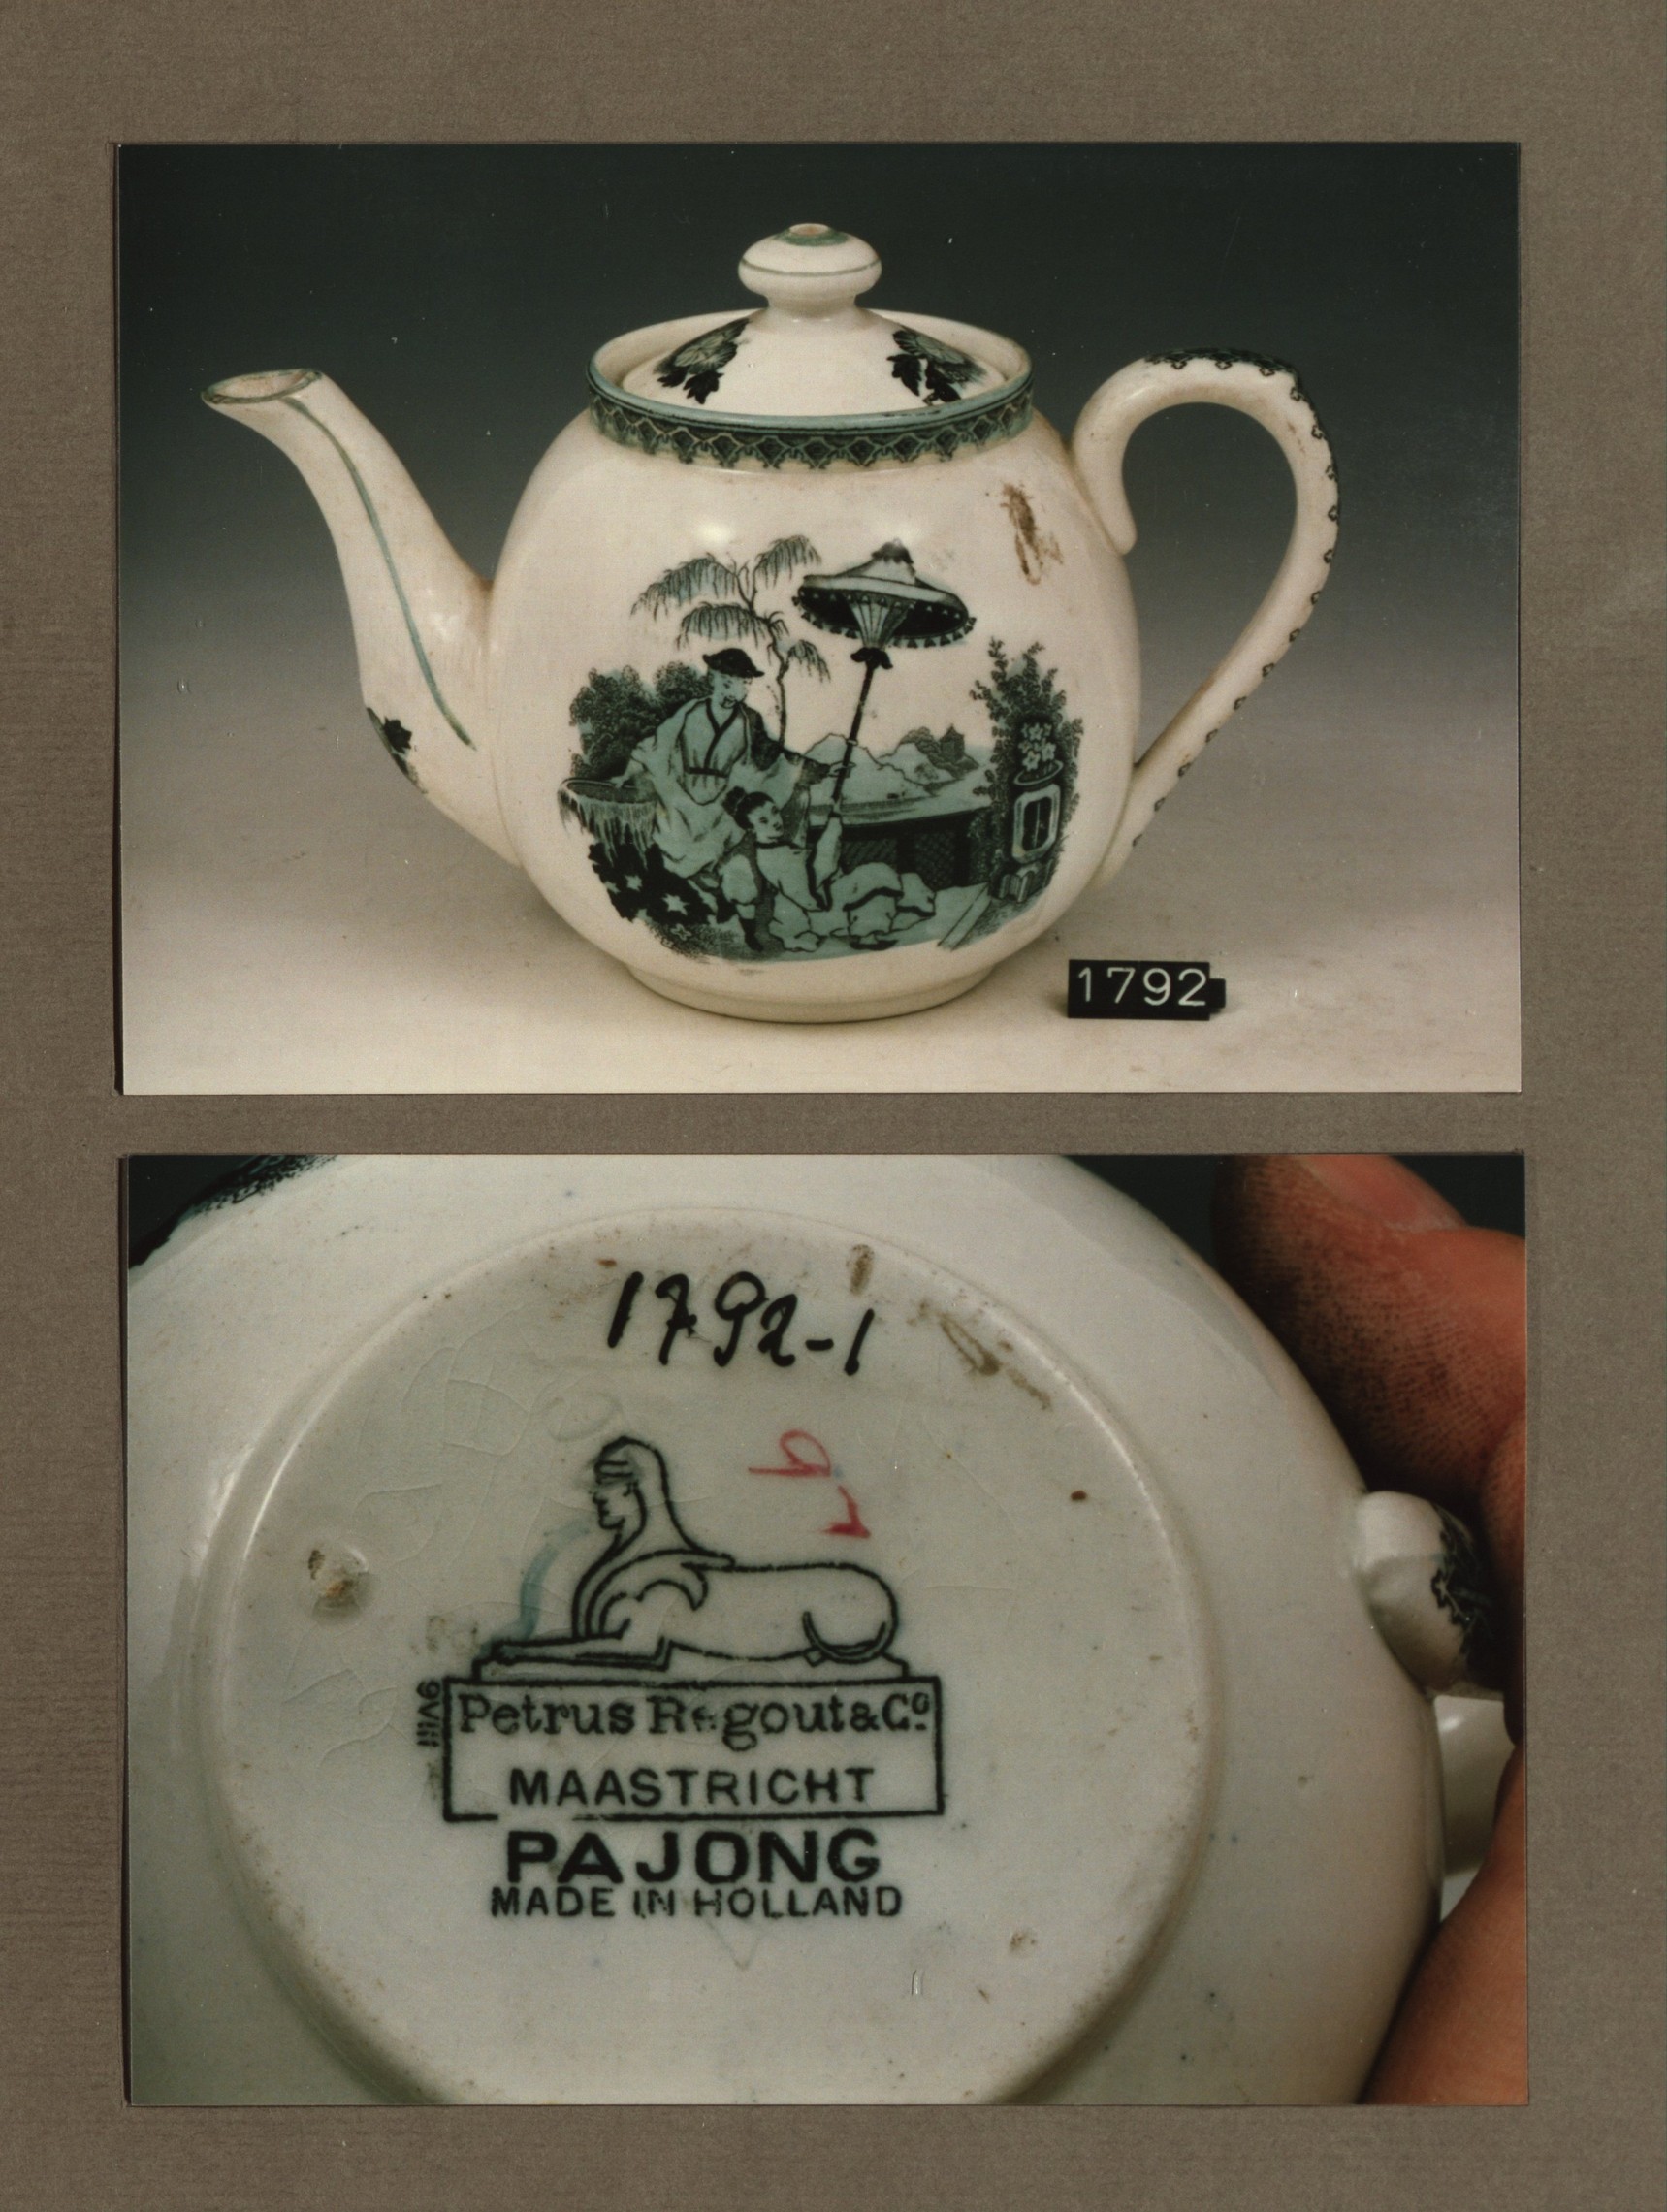 1792
1792-1
Petrus Regout & Co.
MAASTRICHT
PAJONG
MADE IN HOLLAND